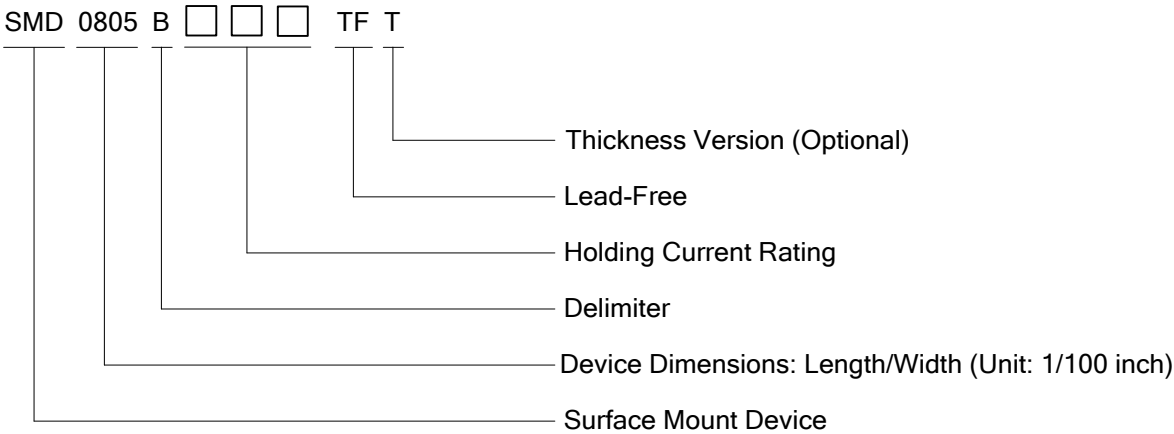 SMD 0805 B □ □ □ TF T
Thickness Version (Optional)
Lead-Free
Holding Current Rating
Delimiter
Device Dimensions: Length/Width (Unit: 1/100 inch)
Surface Mount Device